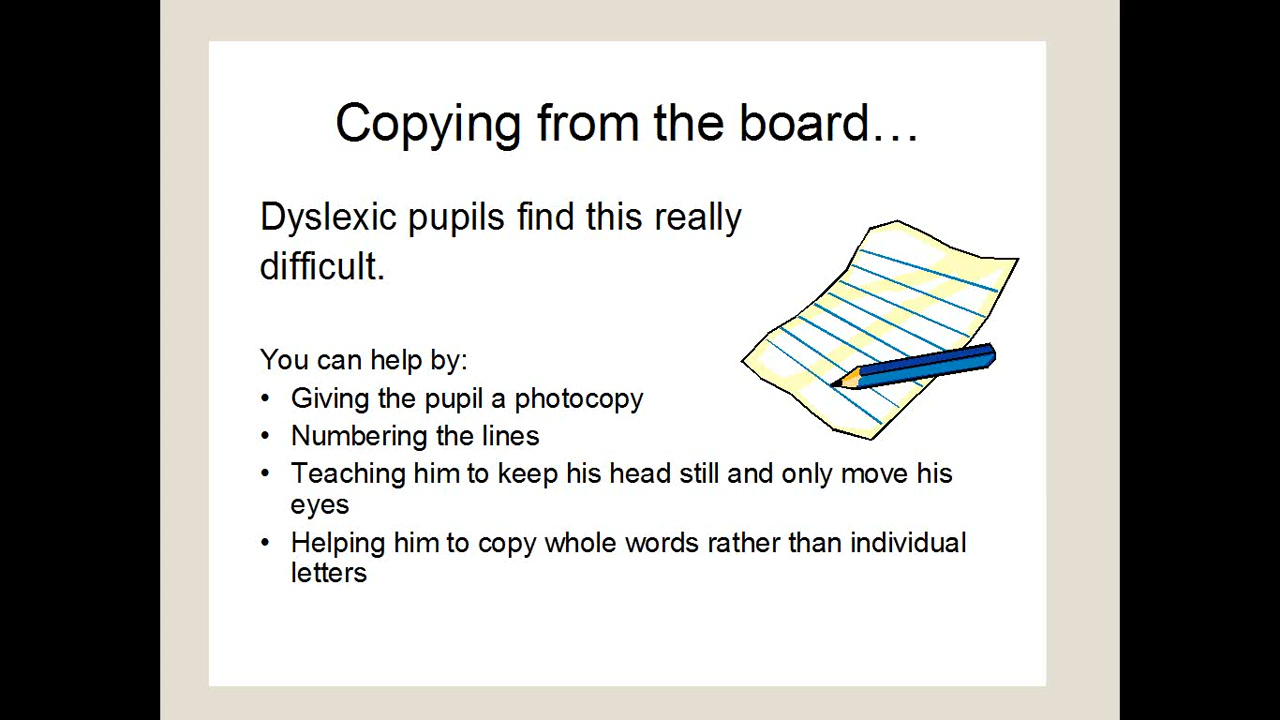 Copying from the board…
Dyslexic pupils find this really
difficult.
You can help by:
• Giving the pupil a photocopy
• Numbering the lines
• Teaching him to keep his head still and only move his
eyes
• Helping him to copy whole words rather than individual
letters